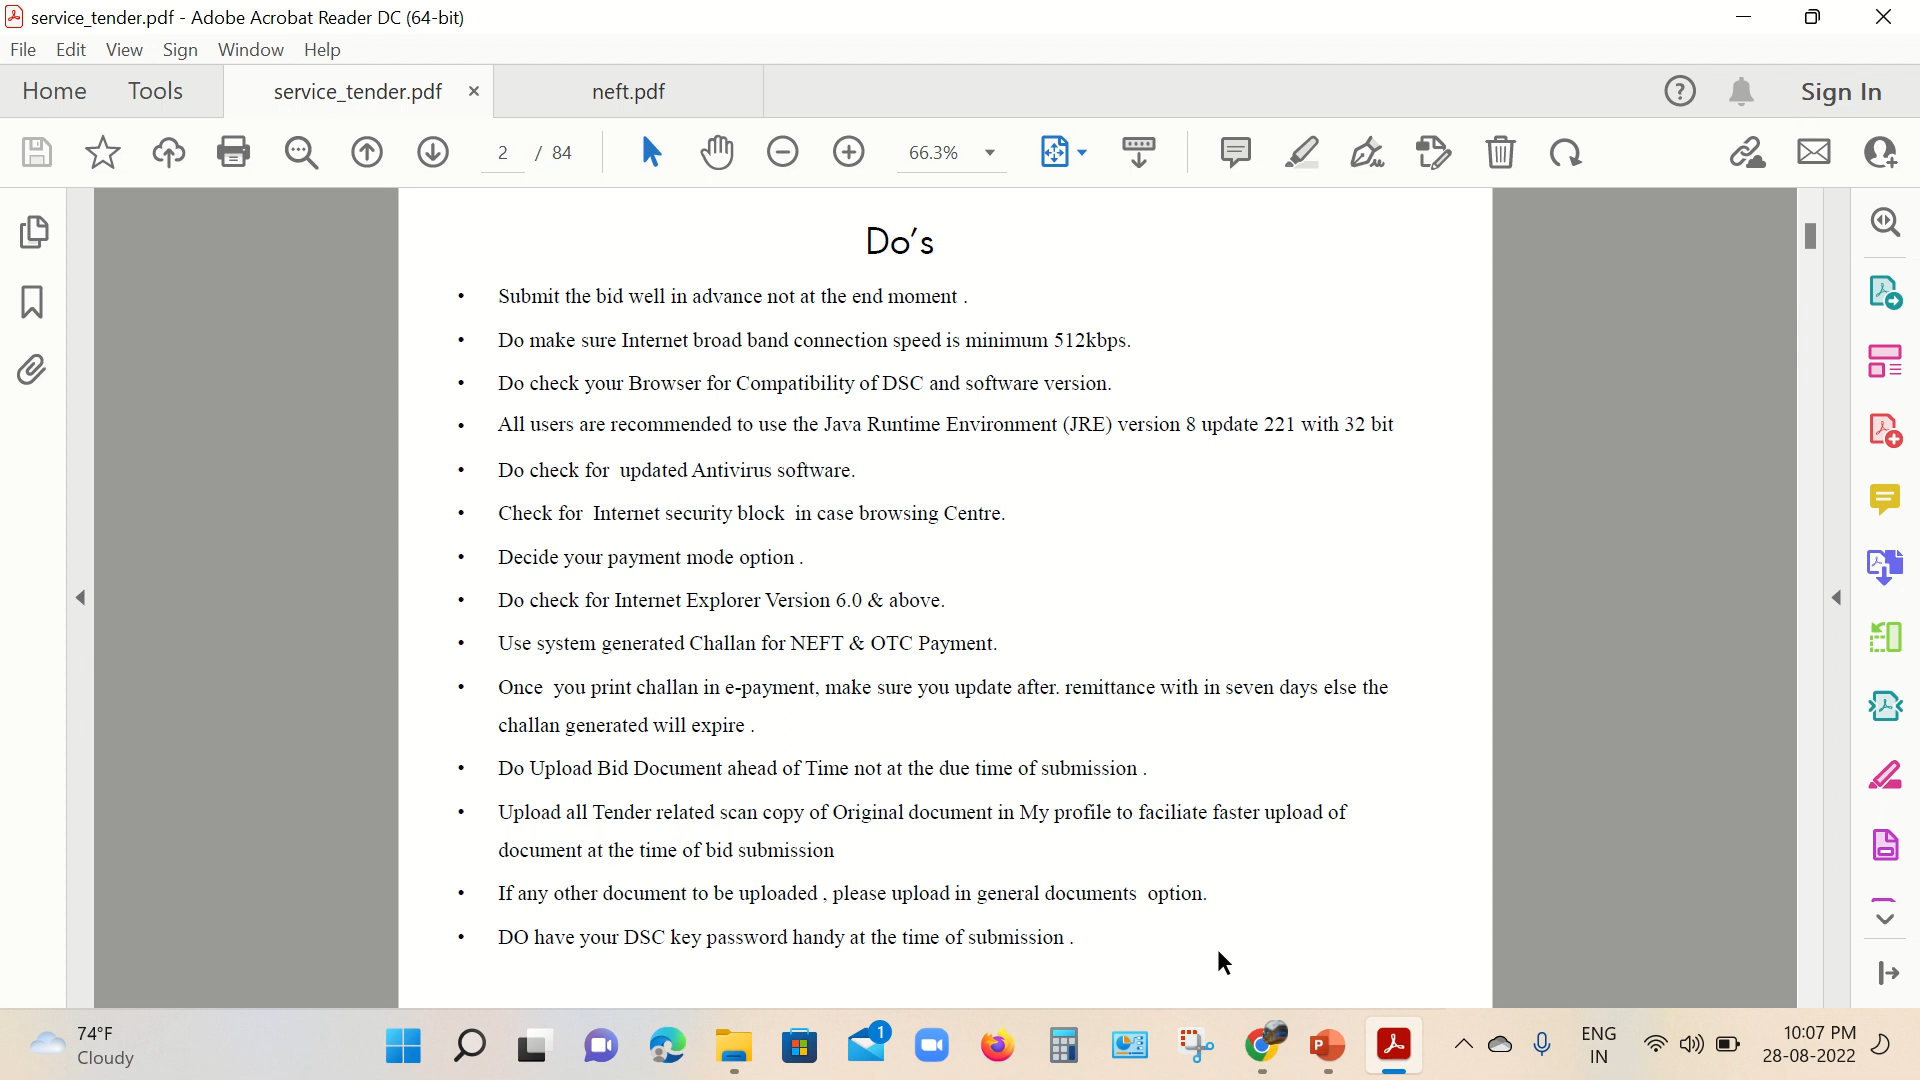 service_tender.pdf - Adobe Acrobat Reader DC (64-bit)
File Edit View Sign Window Help
Home Tools service_tender.pdf × neft.pdf ? Sign In
2 / 84 66.3%
Do's
• Submit the bid well in advance not at the end moment .
• Do make sure Internet broad band connection speed is minimum 512kbps.
• Do check your Browser for Compatibility of DSC and software version.
• All users are recommended to use the Java Runtime Environment (JRE) version 8 update 221 with 32 bit
• Do check for updated Antivirus software.
• Check for Internet security block in case browsing Centre.
• Decide your payment mode option .
• Do check for Internet Explorer Version 6.0 & above.
• Use system generated Challan for NEFT & OTC Payment.
• Once you print challan in e-payment, make sure you update after. remittance with in seven days else the
challan generated will expire .
• Do Upload Bid Document ahead of Time not at the due time of submission .
• Upload all Tender related scan copy of Original document in My profile to faciliate faster upload of
document at the time of bid submission
• If any other document to be uploaded , please upload in general documents option.
• DO have your DSC key password handy at the time of submission .
74°F
Cloudy
1
P
ENG
IN
10:07 PM
28-08-2022